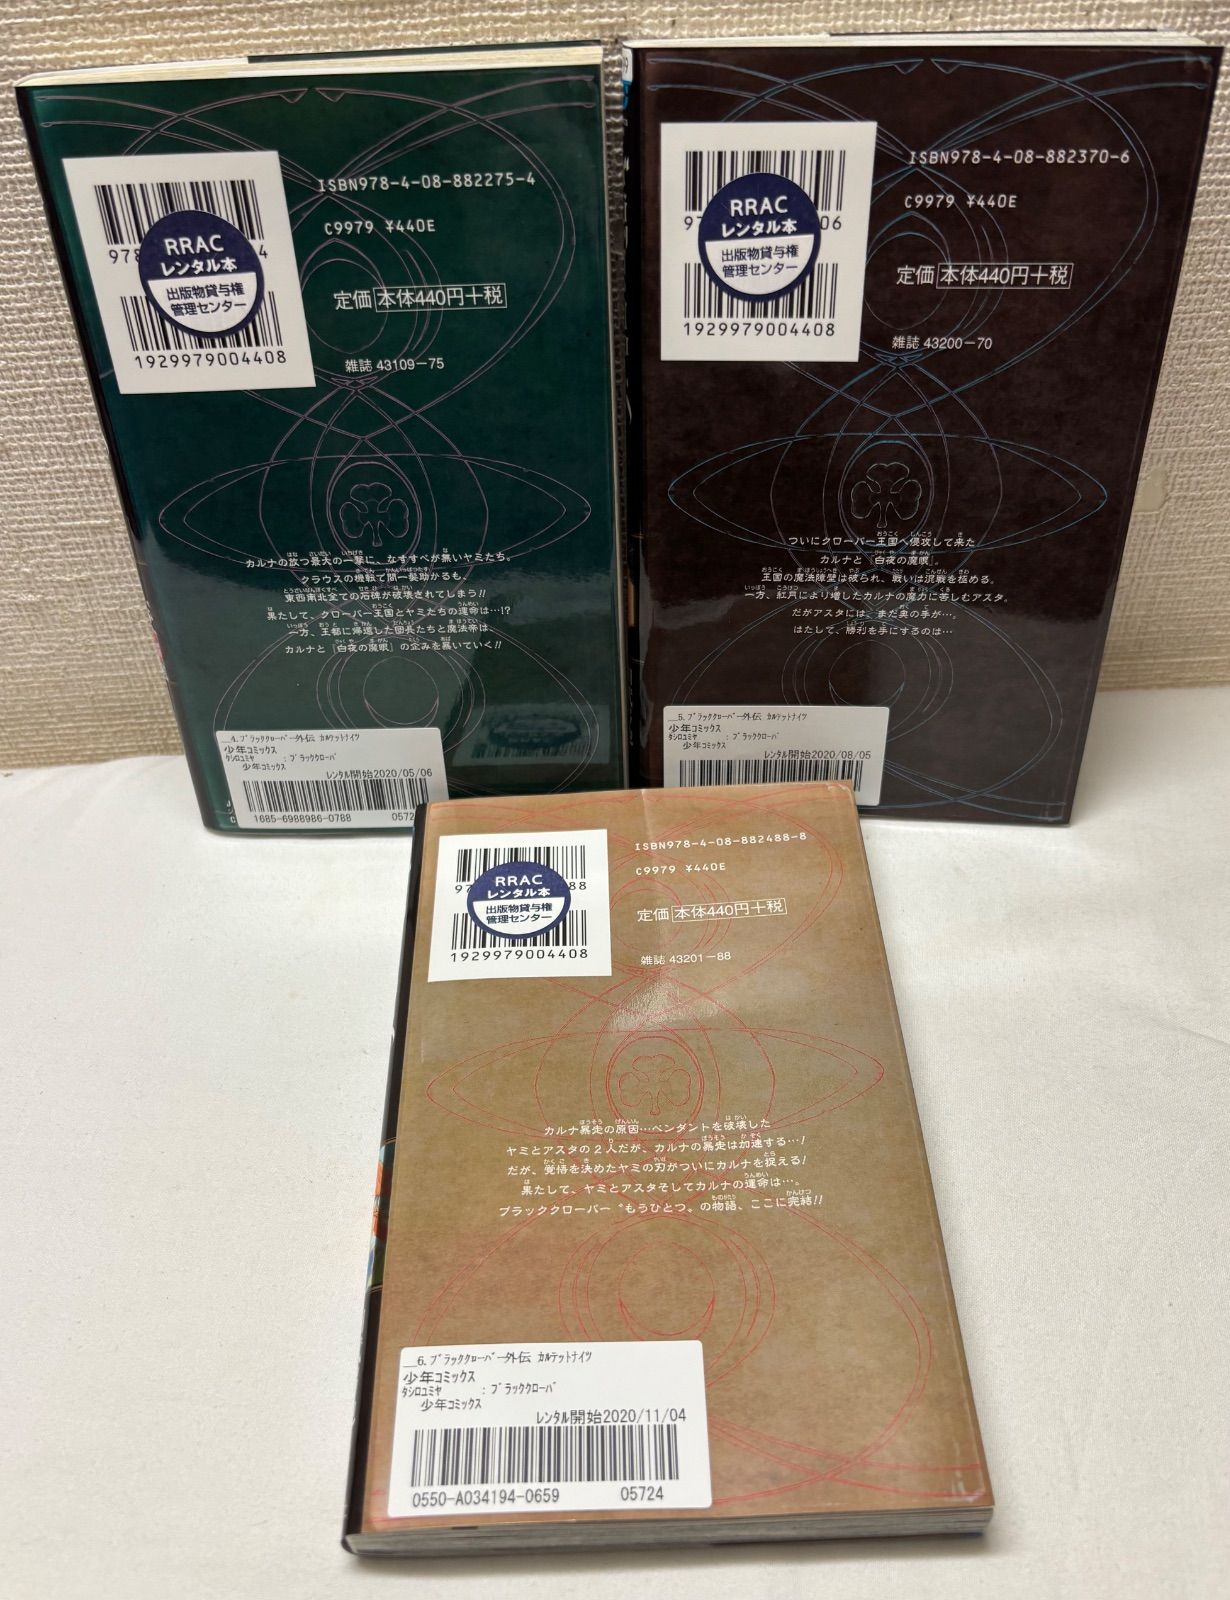 ISBN978-4-08-882275-4
C9979 ¥440E
RRAC
レンタル本
出版物貸与権
管理センター
978
4
1929979004408
定価 本体440円+税
雑誌 43109-75
カルナの放つ最大の一撃に、なすすべが無いヤミたち。
クラウスの機転で間一髪助かるも、
東西南北全ての石碑が破壊されてしまう!!
果たして、クローバー王国とヤミたちの運命は…!?
一方、王都に帰還した団長たちと魔法帝は、
カルナと『白夜の魔眼』の企みを暴いていく!!
__4.ブラッククローバー外伝 カルテットナイツ
少年コミックス
タシロユミヤ : ブラッククローバ
少年コミックス
レンタル開始2020/05/06
1685-6988986-0788 0572
ISBN978-4-08-882370-6
C9979 ¥440E
RRAC
レンタル本
出版物貸与権
管理センター
97
06
1929979004408
定価 本体440円+税
雑誌 43200-70
ついにクローバー王国へ侵攻して来た
カルナと『白夜の魔眼』。
王国の魔法障壁は破られ、戦いは混戦を極める。
一方、紅月により増したカルナの魔力に苦しむアスタ。
だがアスタには、まだ奥の手が…。
はたして、勝利を手にするのは…
__5.ブラッククローバー外伝 カルテットナイツ
少年コミックス
タシロユミヤ : ブラッククローバ
少年コミックス
レンタル開始2020/08/05
ISBN978-4-08-882488-8
C9979 ¥440E
RRAC
レンタル本
出版物貸与権
管理センター
97
88
1929979004408
定価 本体440円+税
雑誌 43201-88
カルナ暴走の原因…ペンダントを破壊した
ヤミとアスタの2人だが、カルナの暴走は加速する…!
だが、覚悟を決めたヤミの刃がついにカルナを捉える!
果たして、ヤミとアスタそしてカルナの運命は…。
ブラッククローバー〝もうひとつ〟の物語、ここに完結!!
__6.ブラッククローバー外伝 カルテットナイツ
少年コミックス
タシロユミヤ : ブラッククローバ
少年コミックス
レンタル開始2020/11/04
0550-A034194-0659 05724